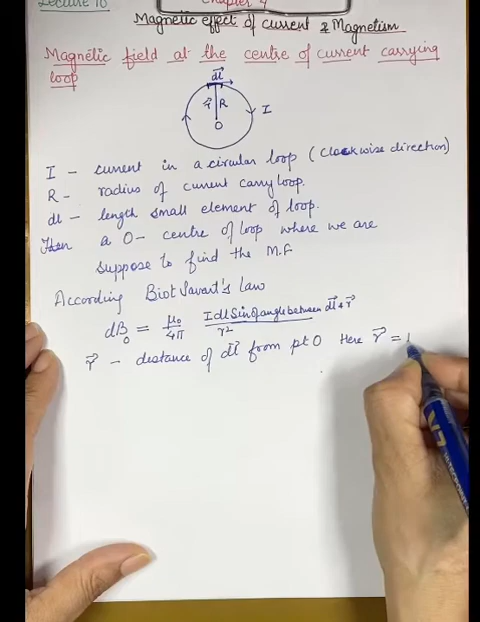 Lecture 10
Chapter 4
Magnetic effect of current & Magnetism
Magnetic field at the centre of current carrying
loop
dl
r R I
O
I - current in a circular loop (Clockwise direction)
R - radius of current carry loop.
dl - length small element of loop.
Then a O - centre of loop where we are
suppose to find the M.F
According Biot Savart's Law
dB₀ = μ₀/4π I dl Sin θ angle between dl & r / r²
r - distance of dl from pt O Here r =